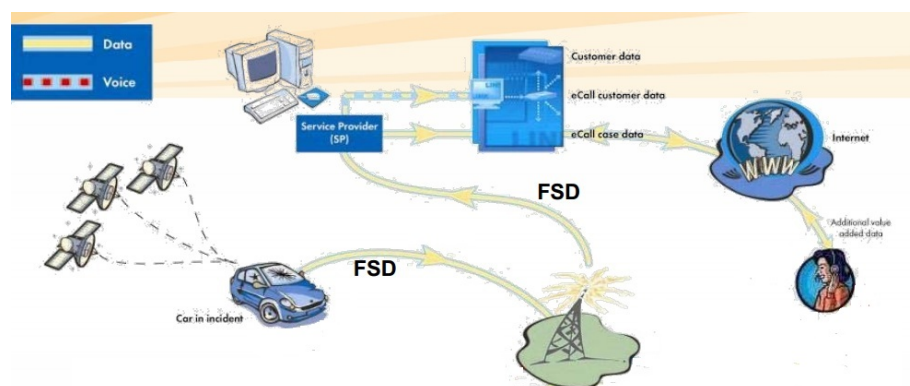 Data
Voice
Customer data
eCall customer data
eCall case data
Service Provider
(SP)
Internet
WWW
FSD
FSD
Additional value
added data
Car in incident